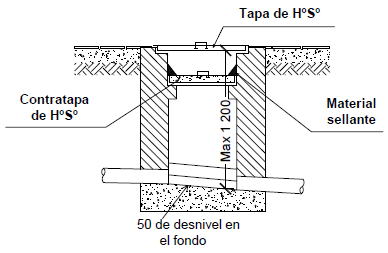 Tapa de HºSº
Contratapa
de HºSº
Material
sellante
Max 1 200
50 de desnivel en
el fondo